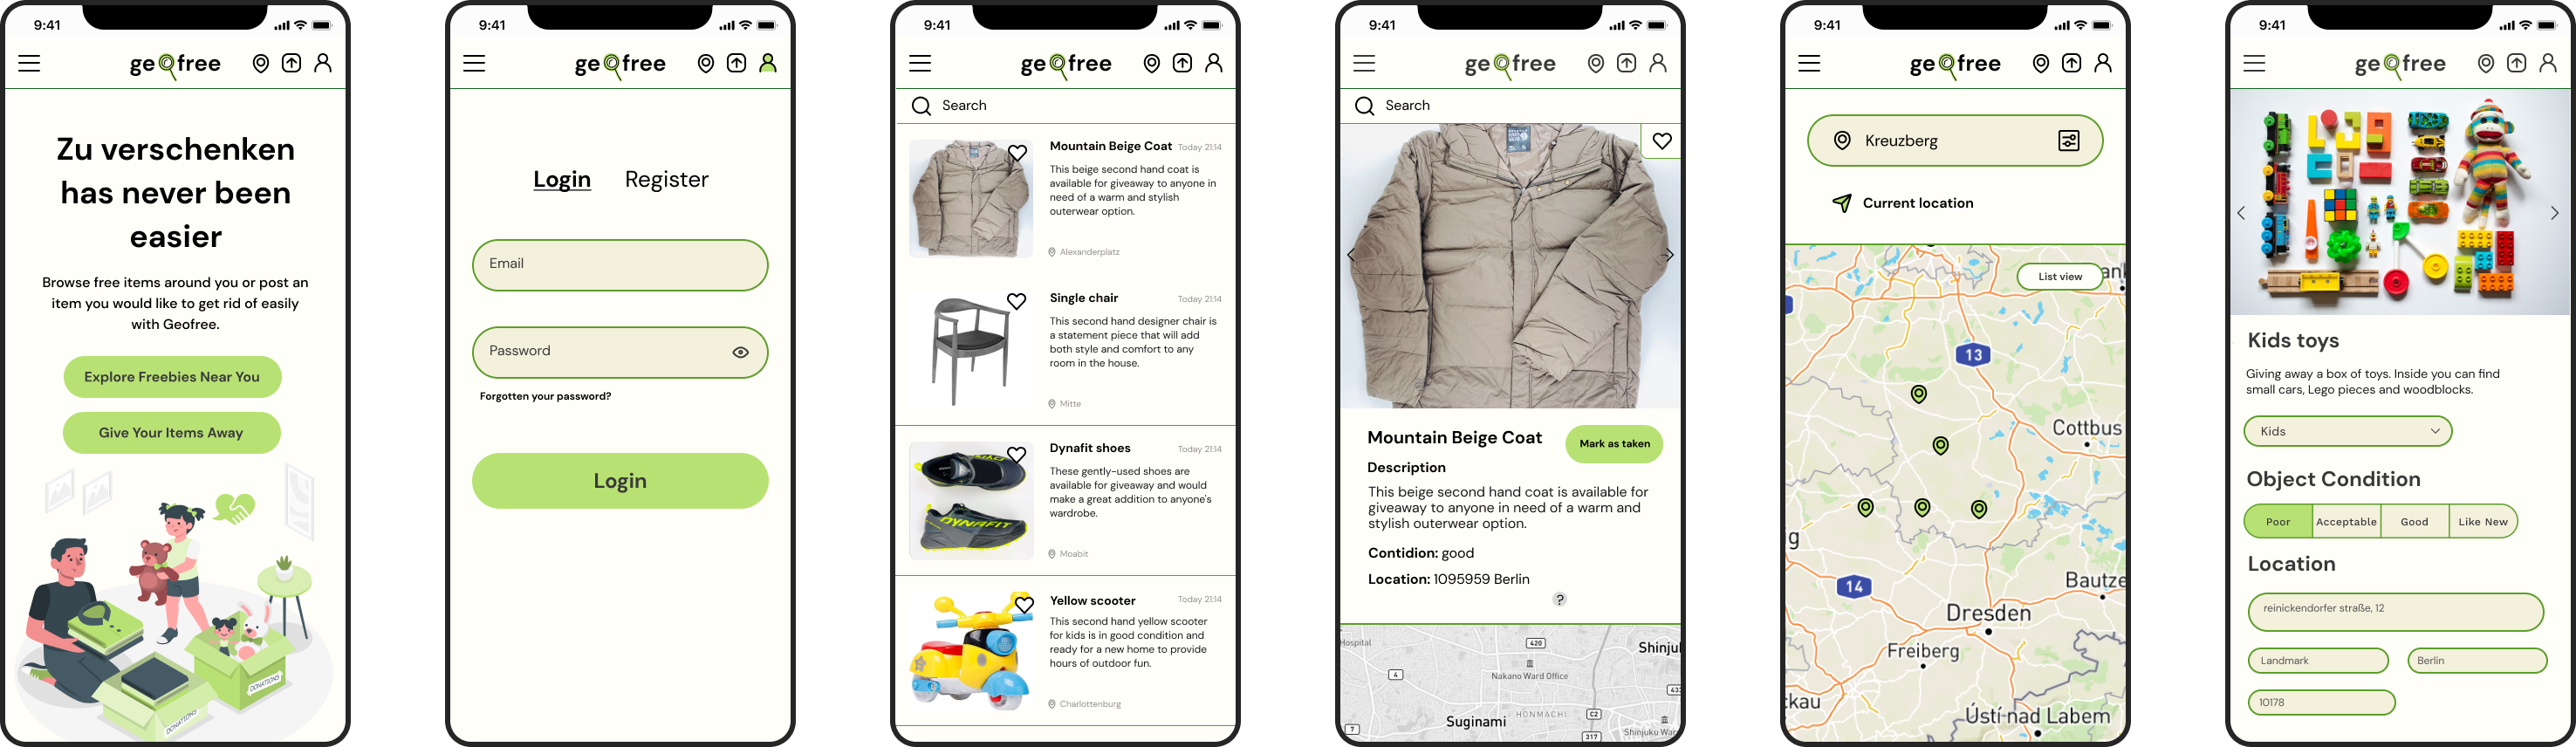 9:41
geofree
Zu verschenken
has never been
easier
Browse free items around you or post an
item you would like to get rid of easily
with Geofree.
Explore Freebies Near You
Give Your Items Away
DONATIONS
DONATIONS
9:41
geofree
Login Register
Email
Password
Forgotten your password?
Login
9:41
geofree
Search
Mountain Beige Coat Today 21:14
This beige second hand coat is
available for giveaway to anyone in
need of a warm and stylish
outerwear option.
Alexanderplatz
Single chair Today 21:14
This second hand designer chair is
a statement piece that will add
both style and comfort to any
room in the house.
Mitte
Dynafit shoes Today 21:14
These gently-used shoes are
available for giveaway and would
make a great addition to anyone's
wardrobe.
Moabit
DYNAFIT
Yellow scooter Today 21:14
This second hand yellow scooter
for kids is in good condition and
ready for a new home to provide
hours of outdoor fun.
Charlottenburg
9:41
geofree
Search
Mountain Beige Coat
Mark as taken
Description
This beige second hand coat is available for
giveaway to anyone in need of a warm and
stylish outerwear option.
Contidion: good
Location: 1095959 Berlin
?
Hospital
420
Shinjul
4
Nakano Ward Office
433
HONMACHI
C2
Suginami
7
317
Shinjuku War
9:41
geofree
Kreuzberg
Current location
List view
ank
13
Cottbus
g
14
Bautze
Dresden
Freiberg
kau
Ústí nad Labem
9:41
geofree
Kids toys
Giving away a box of toys. Inside you can find
small cars, Lego pieces and woodblocks.
Kids
Object Condition
Poor Acceptable Good Like New
Location
reinickendorfer straße, 12
Landmark Berlin
10178